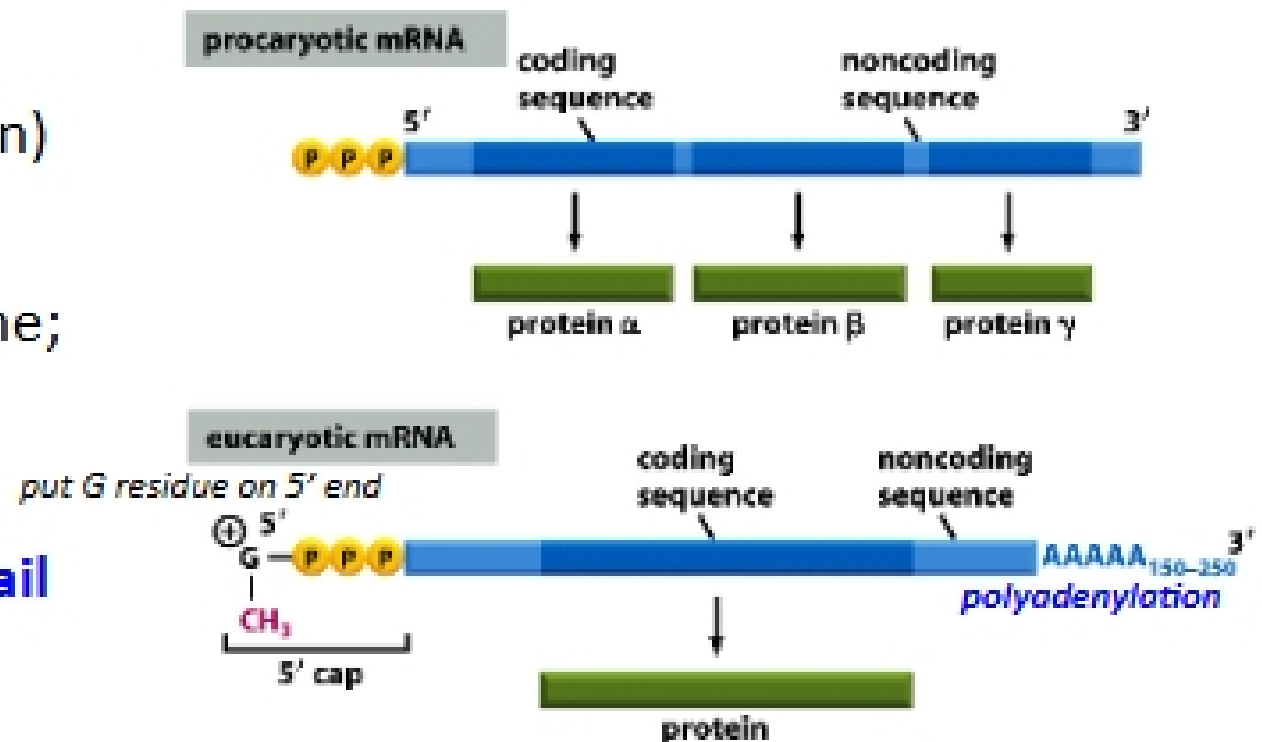 procaryotic mRNA
coding
sequence
noncoding
sequence
n)
5′
3′
P P P
protein α
protein β
protein γ
ne;
eucaryotic mRNA
put G residue on 5′ end
coding
sequence
noncoding
sequence
+ 5′
G
P P P
AAAAA150–250
3′
ail
polyadenylation
CH3
5′ cap
protein